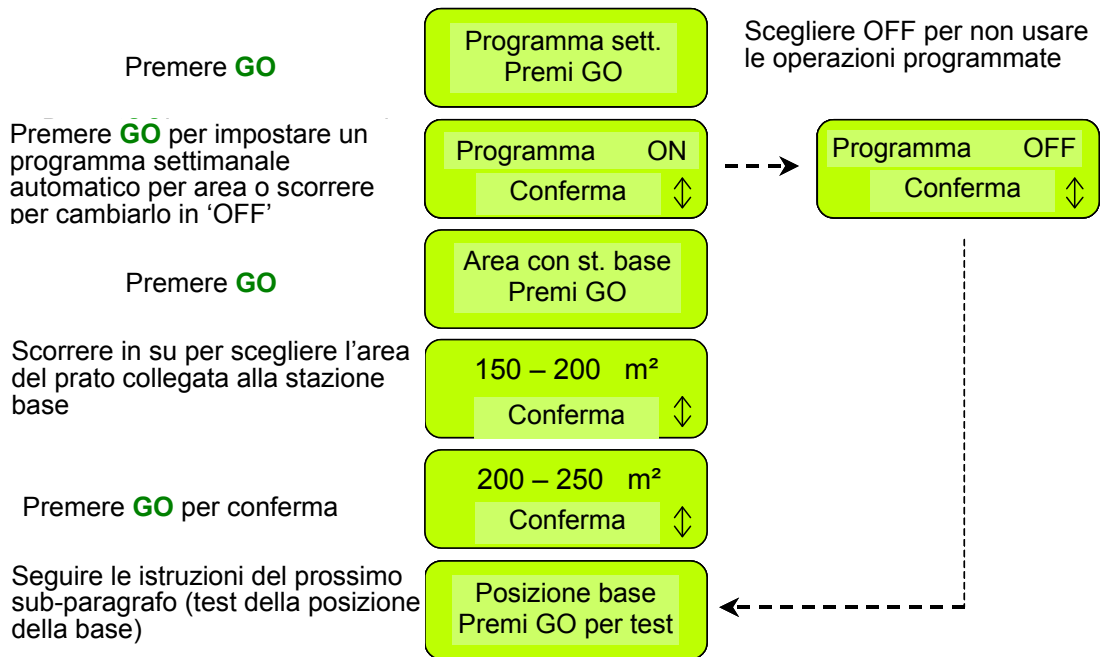 Premere GO
Programma sett.
Premi GO
Scegliere OFF per non usare
le operazioni programmate
Premere GO per impostare un
programma settimanale
automatico per area o scorrere
per cambiarlo in ‘OFF’
Programma ON
Conferma
Programma OFF
Conferma
Premere GO
Area con st. base
Premi GO
Scorrere in su per scegliere l’area
del prato collegata alla stazione
base
150 – 200 m²
Conferma
Premere GO per conferma
200 – 250 m²
Conferma
Seguire le istruzioni del prossimo
sub-paragrafo (test della posizione
della base)
Posizione base
Premi GO per test